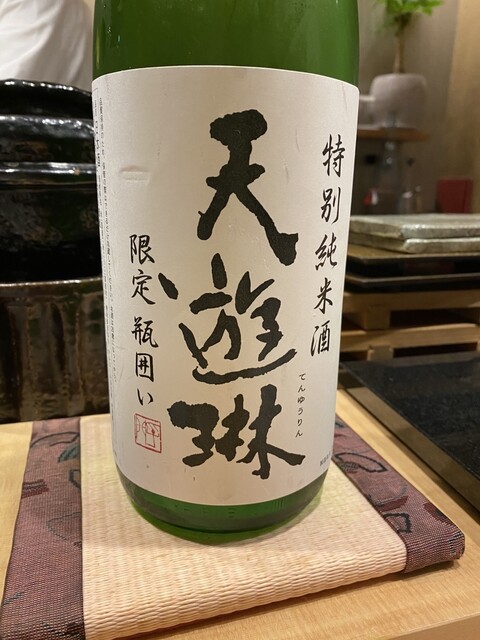 特別純米酒
天遊琳
てんゆうりん
限定 瓶囲い